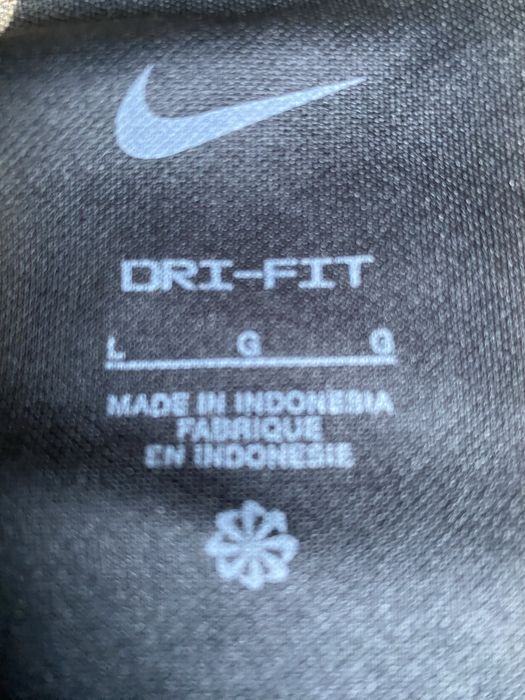 DRI-FIT
L G G
MADE IN INDONESIA
FABRIQUE
EN INDONESIE